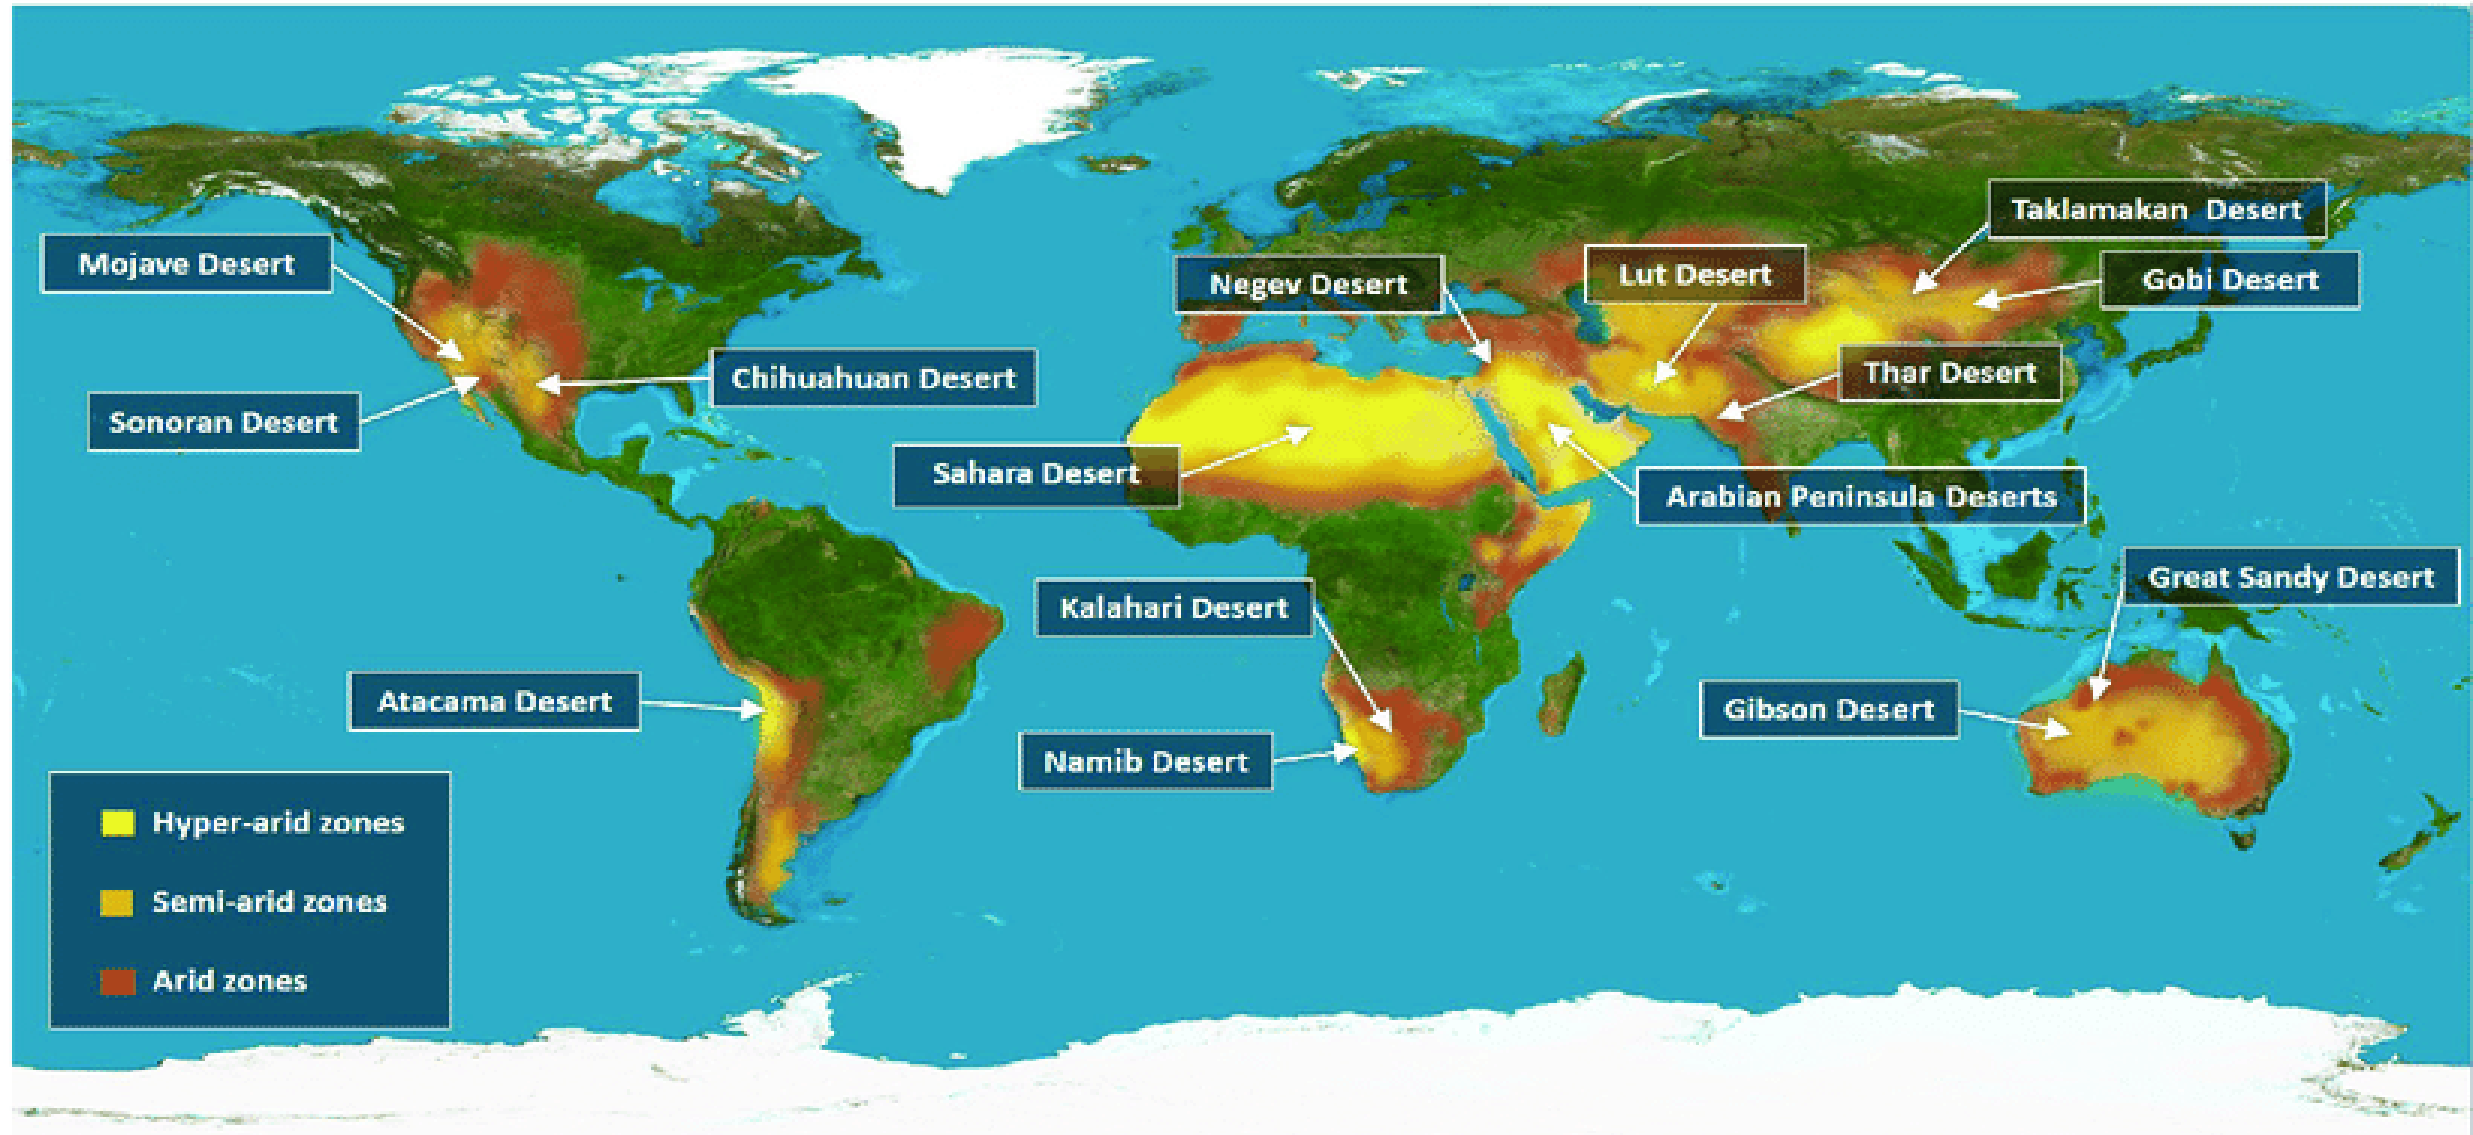 Taklamakan  Desert
Mojave Desert
Negev Desert
Lut Desert
Gobi Desert
Chihuahuan Desert
Thar Desert
Sonoran Desert
Sahara Desert
Arabian Peninsula Deserts
Great Sandy Desert
Kalahari Desert
Atacama Desert
Gibson Desert
Namib Desert
Hyper-arid zones
Semi-arid zones
Arid zones